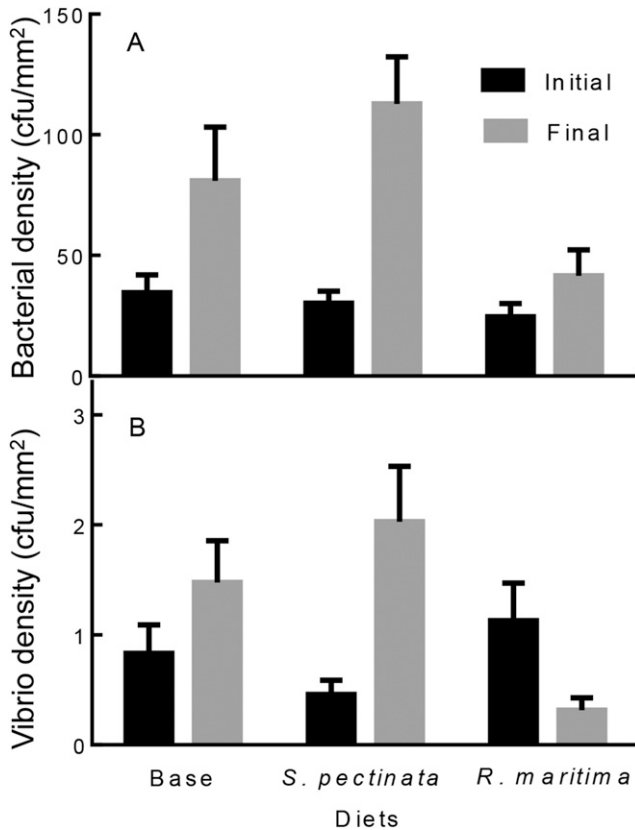 150
A
Initial
100
Final
50
0
Bacterial density (cfu/mm²)
3
B
2
1
0
Vibrio density (cfu/mm²)
Base S. pectinata R. maritima
Diets